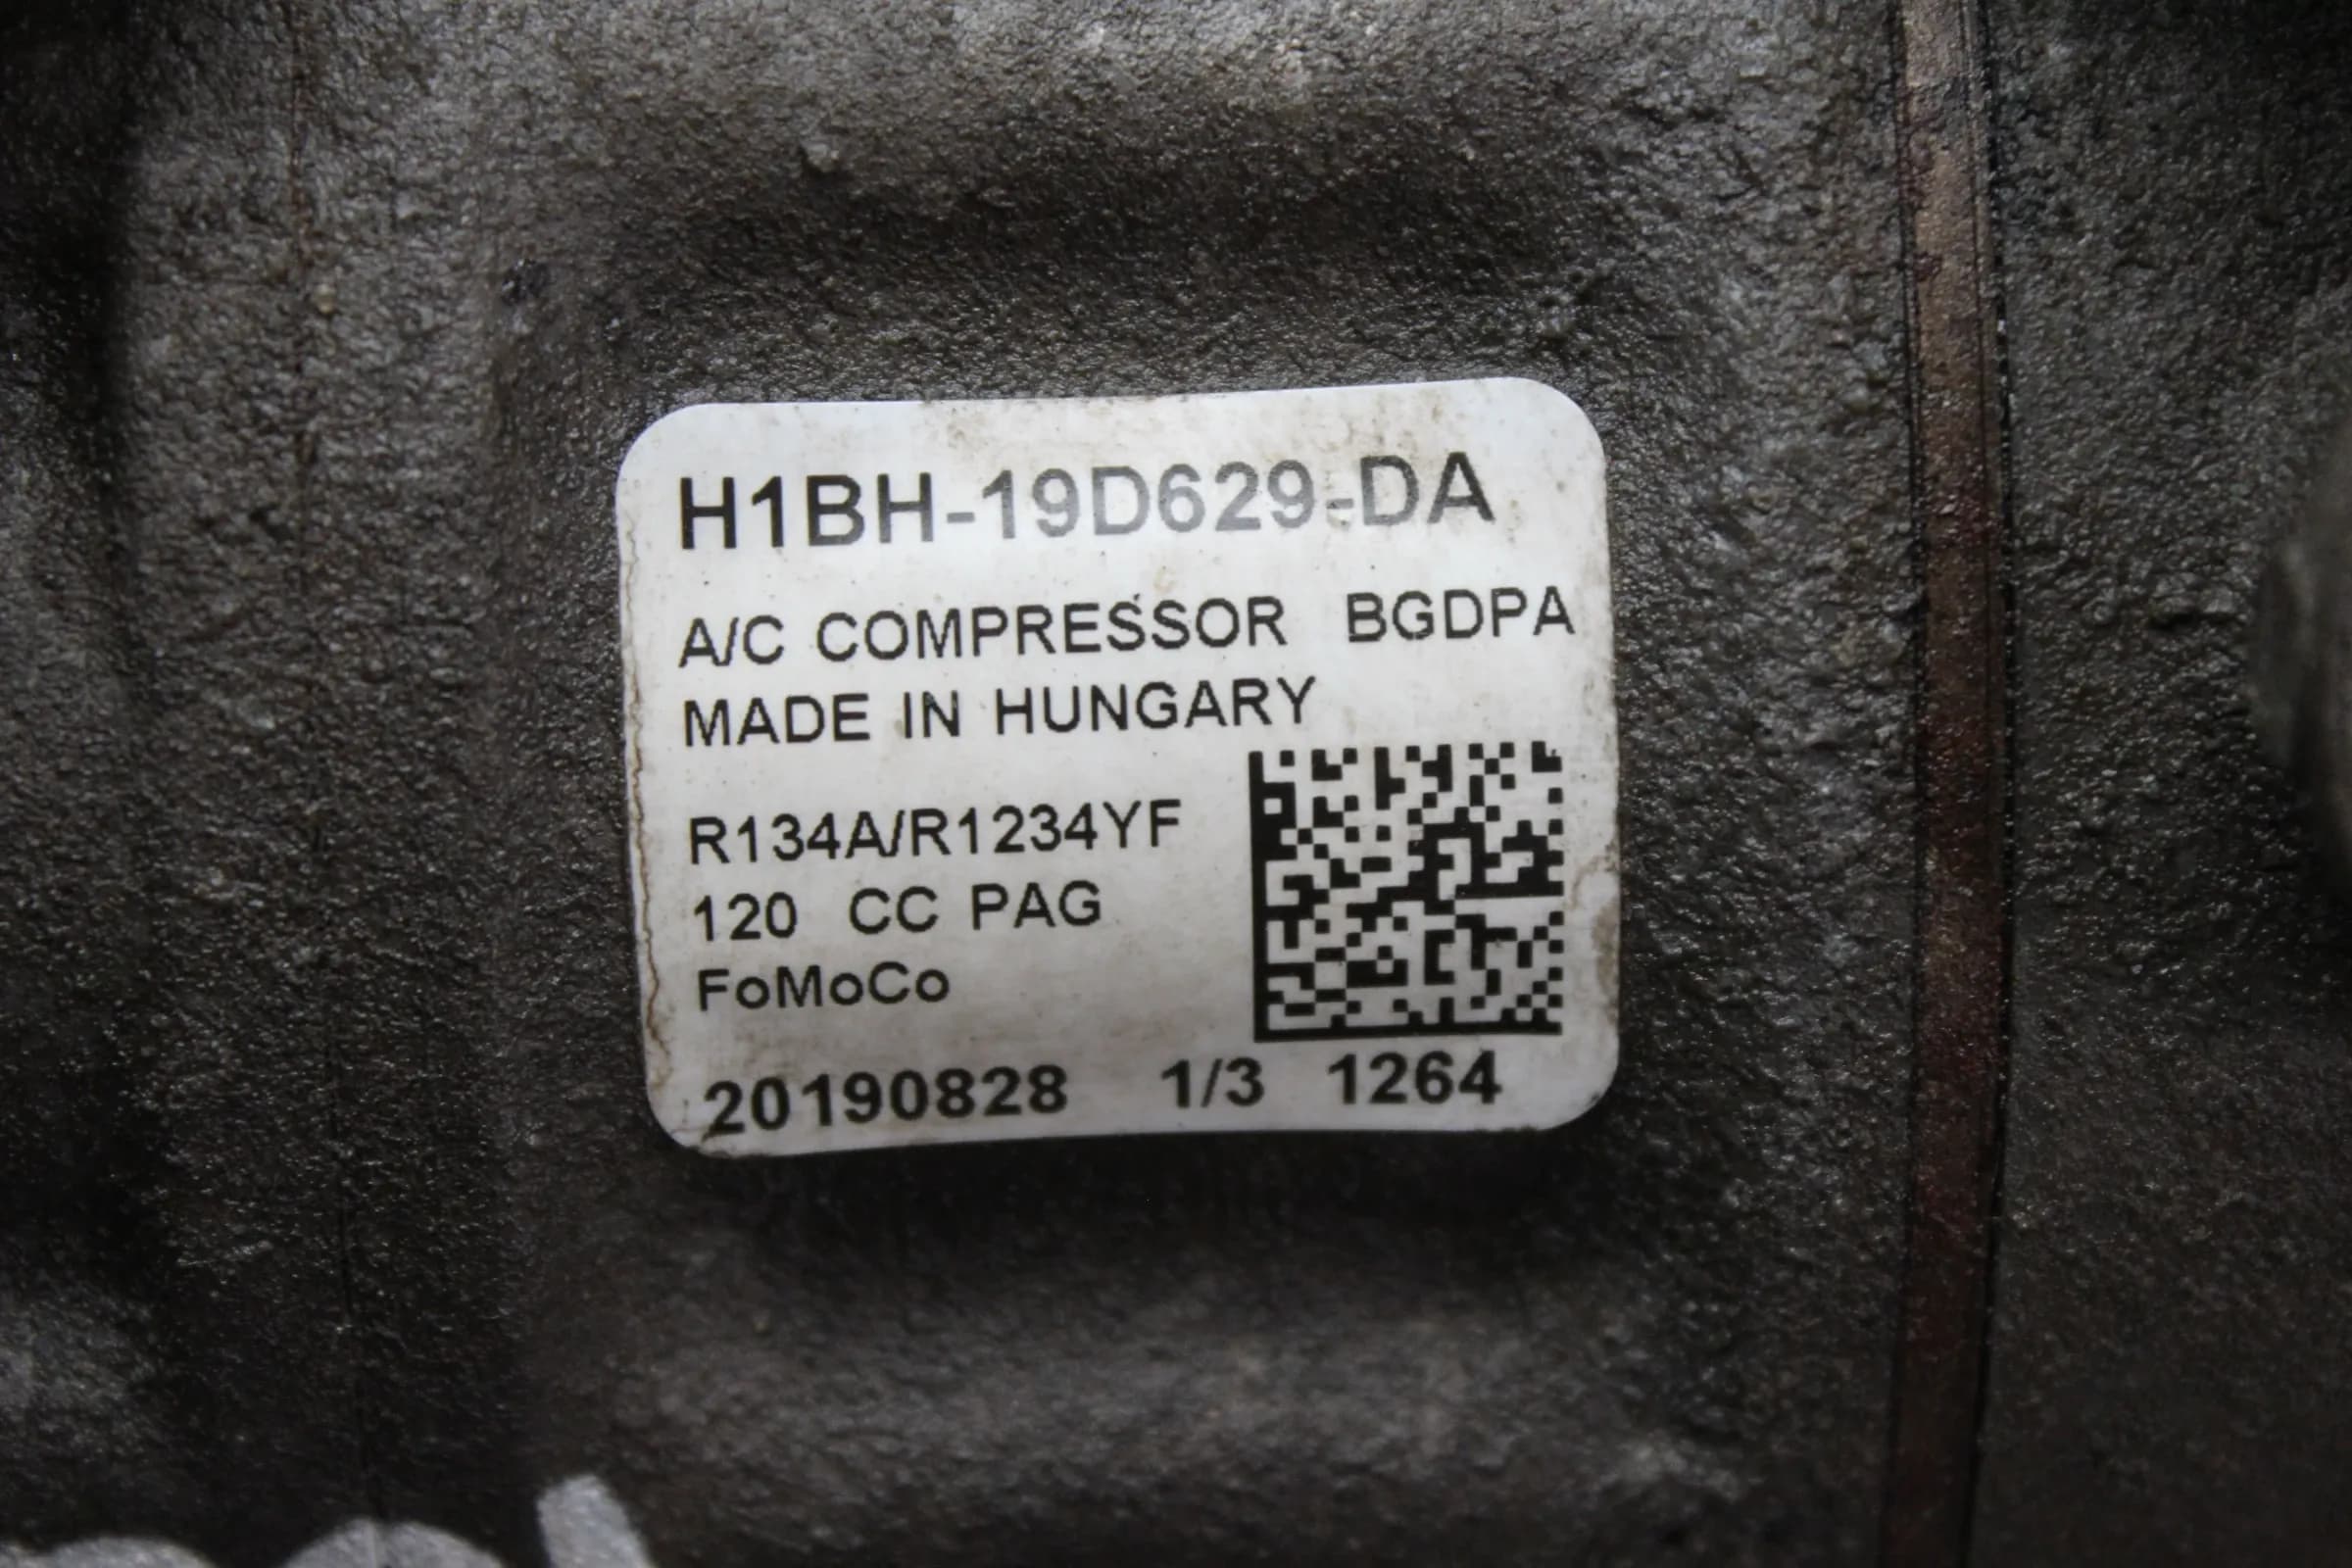 H1BH-19D629-DA
A/C COMPRESSOR BGDPA
MADE IN HUNGARY
R134A/R1234YF
120 CC PAG
FoMoCo
20190828 1/3 1264